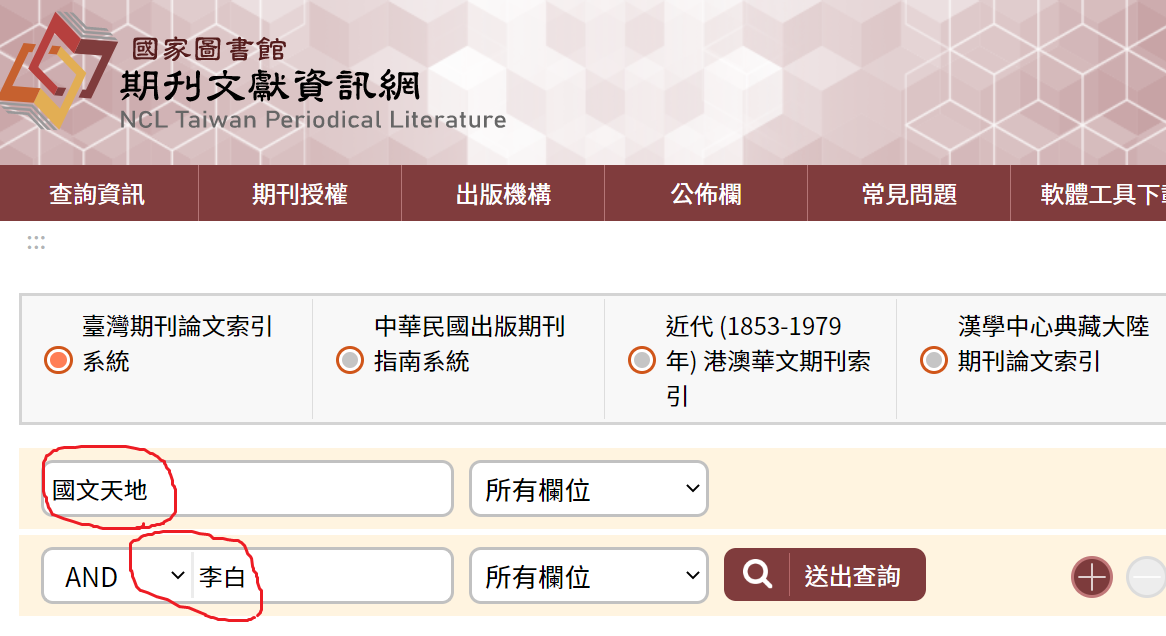 國家圖書館
期刊文獻資訊網
NCL Taiwan Periodical Literature
查詢資訊
期刊授權
出版機構
公佈欄
常見問題
軟體工具下載
臺灣期刊論文索引
系統
中華民國出版期刊
指南系統
近代 (1853-1979
年) 港澳華文期刊索
引
漢學中心典藏大陸
期刊論文索引
國文天地
所有欄位
AND
李白
所有欄位
送出查詢